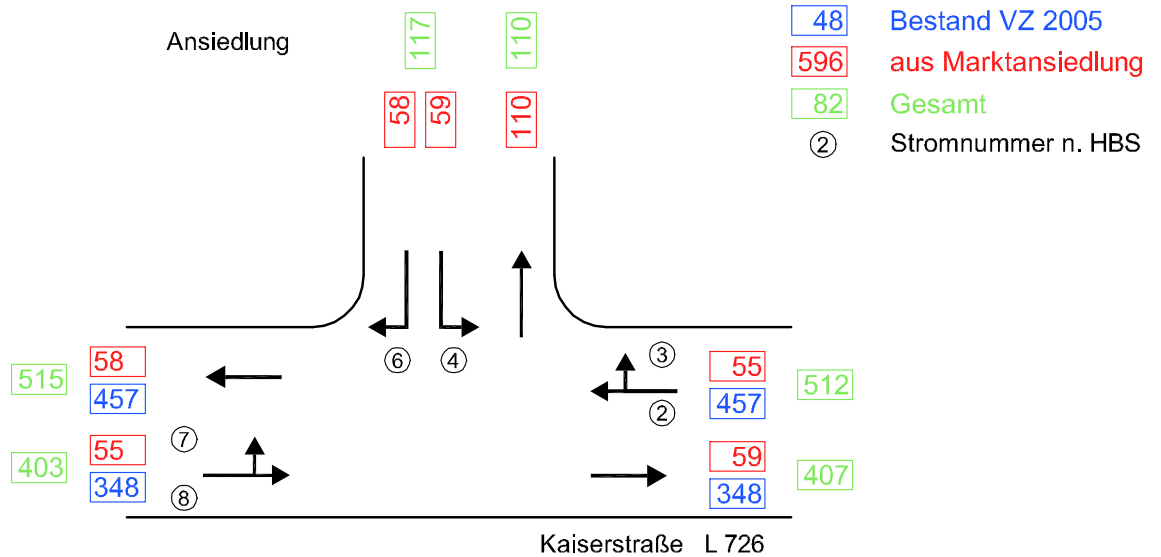 Ansiedlung
117 110
58 59 110
48 Bestand VZ 2005
596 aus Marktansiedlung
82 Gesamt
2 Stromnummer n. HBS
6 4
3
2
515
58
457
55
457
512
403
55
348
7
8
59
348
407
Kaiserstraße L 726